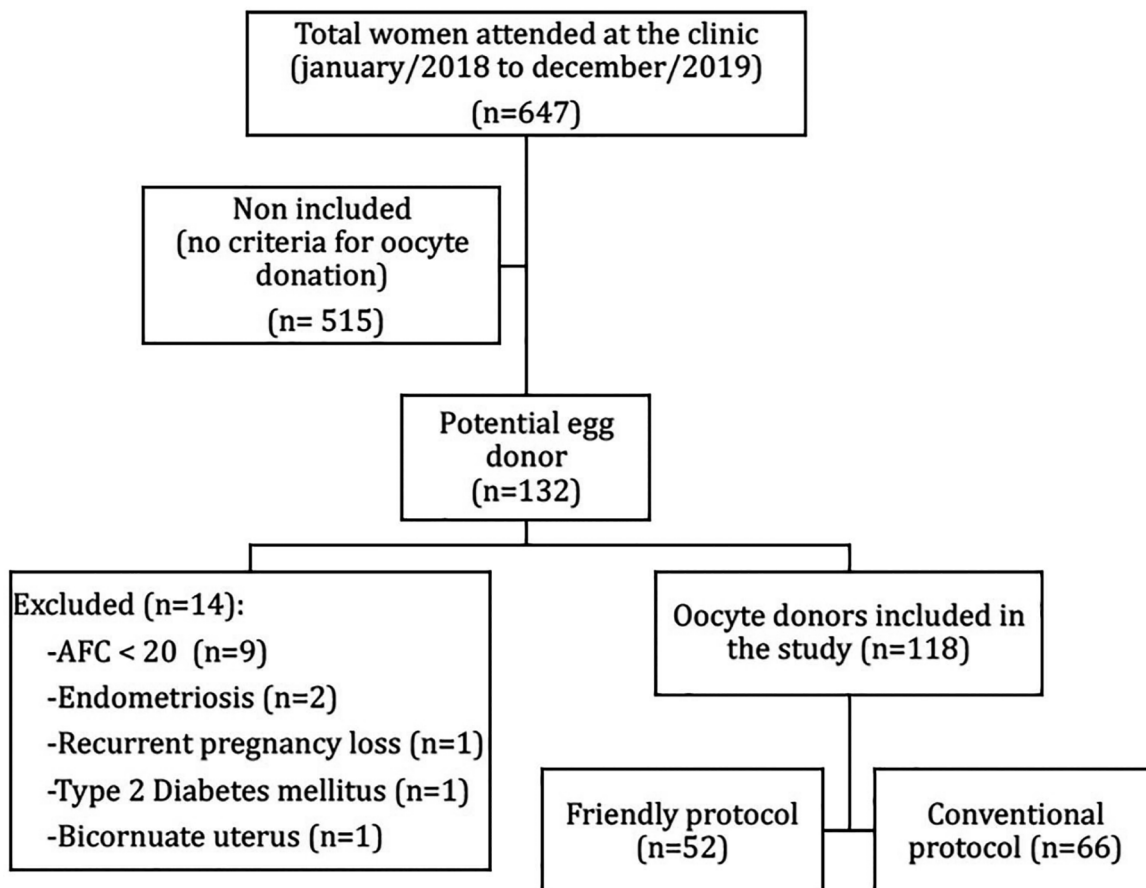 Total women attended at the clinic
(january/2018 to december/2019)
(n=647)
Non included
(no criteria for oocyte
donation)
(n= 515)
Potential egg
donor
(n=132)
Excluded (n=14):
-AFC < 20 (n=9)
-Endometriosis (n=2)
-Recurrent pregnancy loss (n=1)
-Type 2 Diabetes mellitus (n=1)
-Bicornuate uterus (n=1)
Oocyte donors included in
the study (n=118)
Friendly protocol
(n=52)
Conventional
protocol (n=66)